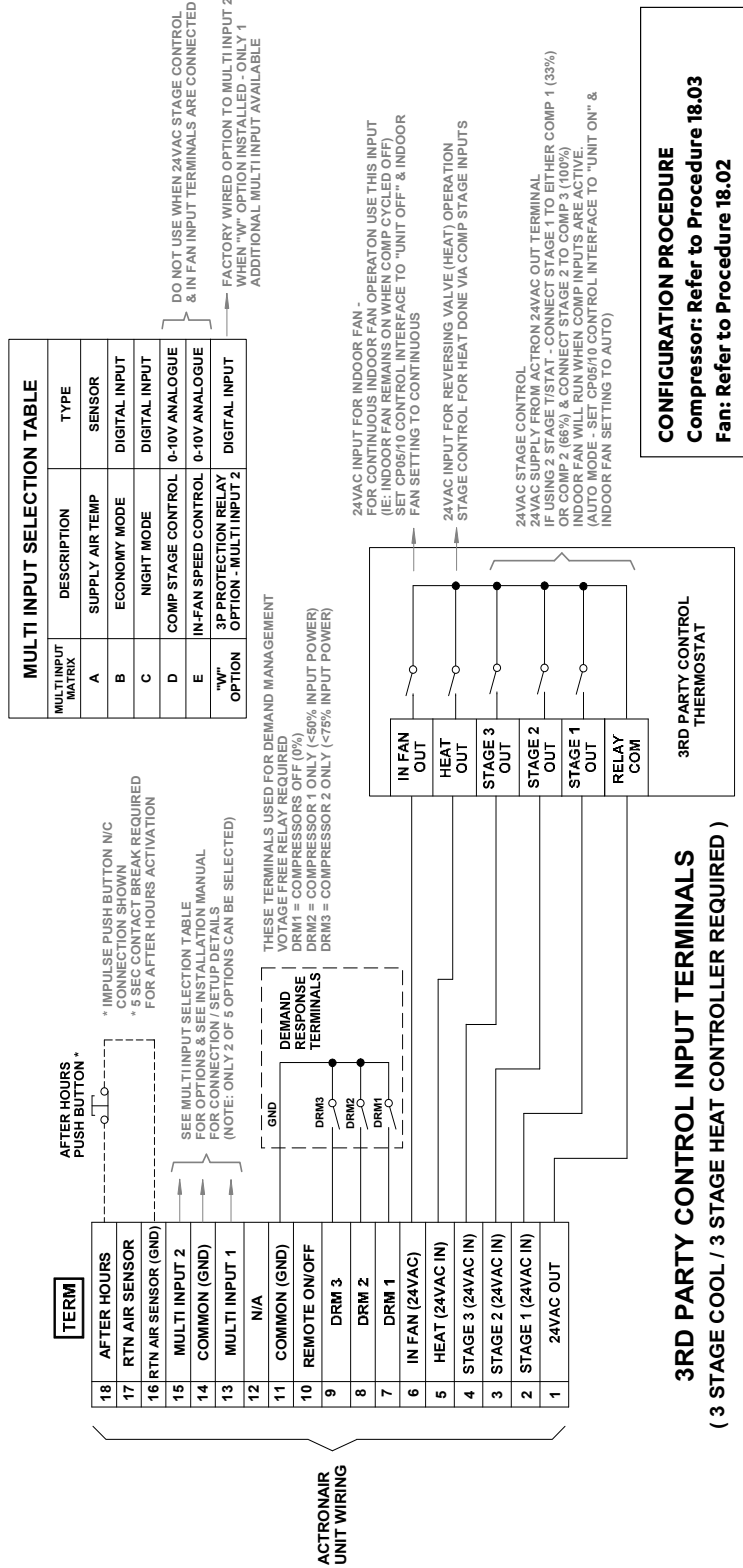 MULTI INPUT SELECTION TABLE
MULTI INPUT
MATRIX
DESCRIPTION
TYPE
A
SUPPLY AIR TEMP
SENSOR
B
ECONOMY MODE
DIGITAL INPUT
C
NIGHT MODE
DIGITAL INPUT
D
COMP STAGE CONTROL
0-10V ANALOGUE
E
IN-FAN SPEED CONTROL
0-10V ANALOGUE
"W"
OPTION
3P PROTECTION RELAY
OPTION - MULTI INPUT 2
DIGITAL INPUT
DO NOT USE WHEN 24VAC STAGE CONTROL
& IN FAN INPUT TERMINALS ARE CONNECTED
FACTORY WIRED OPTION TO MULTI INPUT 2
WHEN "W" OPTION INSTALLED - ONLY 1
ADDITIONAL MULTI INPUT AVAILABLE
AFTER HOURS
PUSH BUTTON *
* IMPULSE PUSH BUTTON N/C
CONNECTION SHOWN
* 5 SEC CONTACT BREAK REQUIRED
FOR AFTER HOURS ACTIVATION
SEE MULTI INPUT SELECTION TABLE
FOR OPTIONS & SEE INSTALLATION MANUAL
FOR CONNECTION / SETUP DETAILS
(NOTE: ONLY 2 OF 5 OPTIONS CAN BE SELECTED)
THESE TERMINALS USED FOR DEMAND MANAGEMENT
VOTAGE FREE RELAY REQUIRED
DRM1 = COMPRESSORS OFF (0%)
DRM2 = COMPRESSOR 1 ONLY (<50% INPUT POWER)
DRM3 = COMPRESSOR 2 ONLY (<75% INPUT POWER)
DEMAND
RESPONSE
TERMINALS
GND
DRM3
DRM2
DRM1
TERM
18 AFTER HOURS
17 RTN AIR SENSOR
16 RTN AIR SENSOR (GND)
15 MULTI INPUT 2
14 COMMON (GND)
13 MULTI INPUT 1
12 N/A
11 COMMON (GND)
10 REMOTE ON/OFF
9 DRM 3
8 DRM 2
7 DRM 1
6 IN FAN (24VAC)
5 HEAT (24VAC IN)
4 STAGE 3 (24VAC IN)
3 STAGE 2 (24VAC IN)
2 STAGE 1 (24VAC IN)
1 24VAC OUT
ACTRONAIR
UNIT WIRING
IN FAN
OUT
HEAT
OUT
STAGE 3
OUT
STAGE 2
OUT
STAGE 1
OUT
RELAY
COM
3RD PARTY CONTROL
THERMOSTAT
24VAC INPUT FOR INDOOR FAN -
FOR CONTINUOUS INDOOR FAN OPERATON USE THIS INPUT
(IE: INDOOR FAN REMAINS ON WHEN COMP CYCLED OFF)
SET CP05/10 CONTROL INTERFACE TO "UNIT OFF" & INDOOR
FAN SETTING TO CONTINUOUS
24VAC INPUT FOR REVERSING VALVE (HEAT) OPERATION
STAGE CONTROL FOR HEAT DONE VIA COMP STAGE INPUTS
24VAC STAGE CONTROL
24VAC SUPPLY FROM ACTRON 24VAC OUT TERMINAL
IF USING 2 STAGE T/STAT - CONNECT STAGE 1 TO EITHER COMP 1 (33%)
OR COMP 2 (66%) & CONNECT STAGE 2 TO COMP 3 (100%)
INDOOR FAN WILL RUN WHEN COMP INPUTS ARE ACTIVE.
(AUTO MODE - SET CP05/10 CONTROL INTERFACE TO "UNIT ON" &
INDOOR FAN SETTING TO AUTO)
3RD PARTY CONTROL INPUT TERMINALS
( 3 STAGE COOL / 3 STAGE HEAT CONTROLLER REQUIRED )
CONFIGURATION PROCEDURE
Compressor: Refer to Procedure 18.03
Fan: Refer to Procedure 18.02